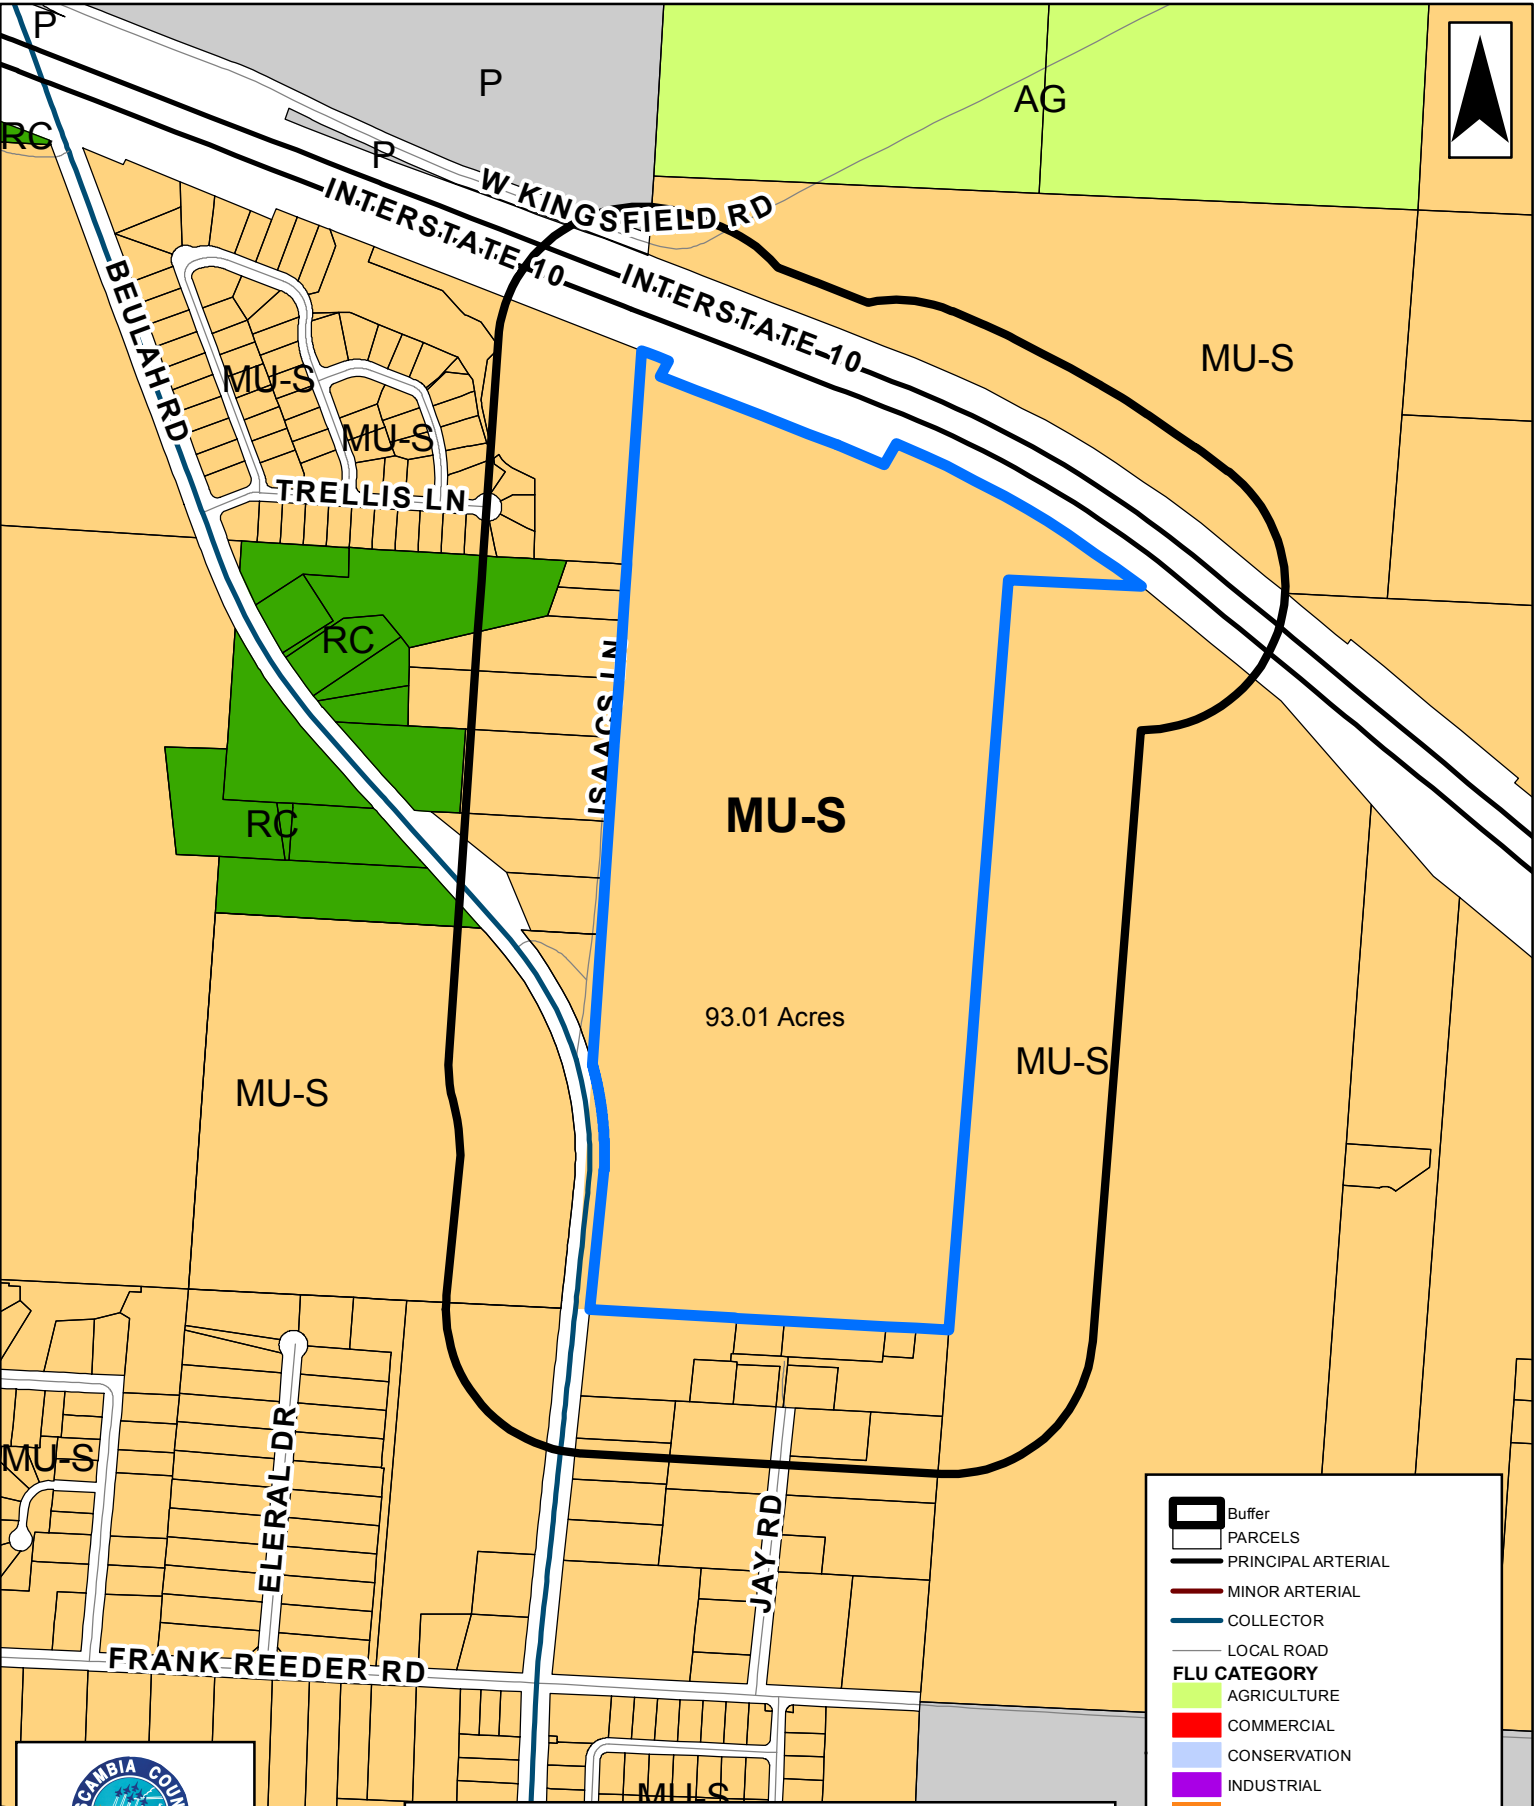 P
P
AG
RC
P
W KINGSFIELD RD
INTERSTATE 10
INTERSTATE 10
BEULAH RD
MU-S
MU-S
MU-S
TRELLIS LN
RC
ISAACS LN
RC
MU-S
93.01 Acres
MU-S
MU-S
MU-S
ELERAL DR
JAY RD
FRANK REEDER RD
MU-S
Buffer
PARCELS
PRINCIPAL ARTERIAL
MINOR ARTERIAL
COLLECTOR
LOCAL ROAD
FLU CATEGORY
AGRICULTURE
COMMERCIAL
CONSERVATION
INDUSTRIAL